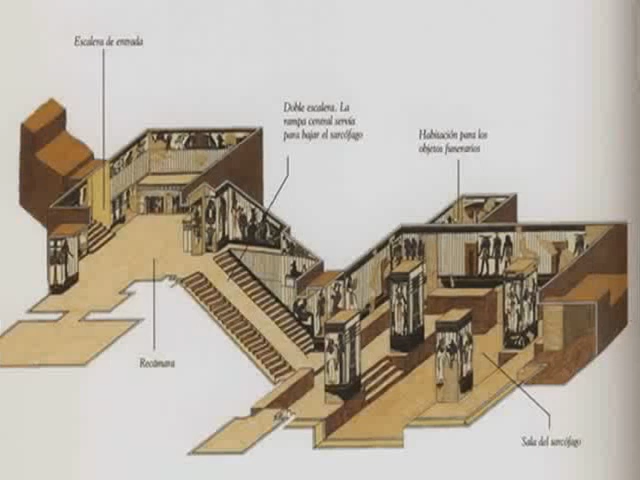 Escalera de entrada
Doble escalera. La
rampa central servía
para bajar el sarcófago
Habitación para los
objetos funerarios
Recámara
Sala del sarcófago